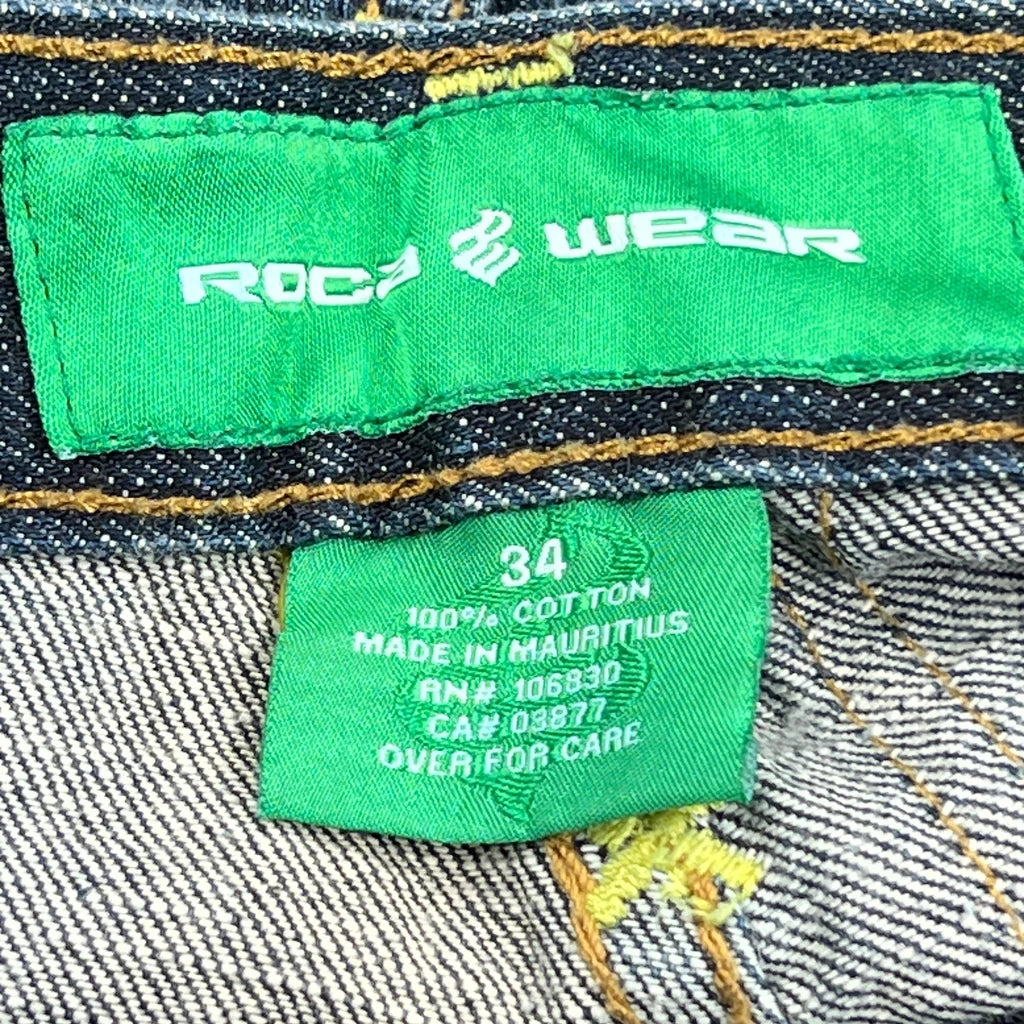 ROCA WEAR
34
100% COTTON
MADE IN MAURITIUS
RN# 106830
CA# 03877
OVER FOR CARE